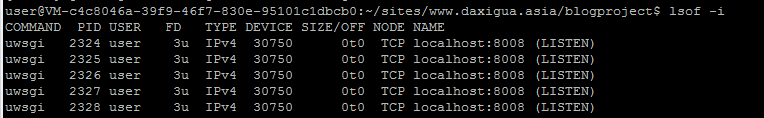 user@VM-c4c8046a-39f9-46f7-830e-95101c1dbcb0:~/sites/www.daxigua.asia/blogproject$ lsof -i
COMMAND  PID USER   FD   TYPE DEVICE SIZE/OFF NODE NAME
uwsgi   2324 user    3u  IPv4  30750      0t0  TCP localhost:8008 (LISTEN)
uwsgi   2325 user    3u  IPv4  30750      0t0  TCP localhost:8008 (LISTEN)
uwsgi   2326 user    3u  IPv4  30750      0t0  TCP localhost:8008 (LISTEN)
uwsgi   2327 user    3u  IPv4  30750      0t0  TCP localhost:8008 (LISTEN)
uwsgi   2328 user    3u  IPv4  30750      0t0  TCP localhost:8008 (LISTEN)